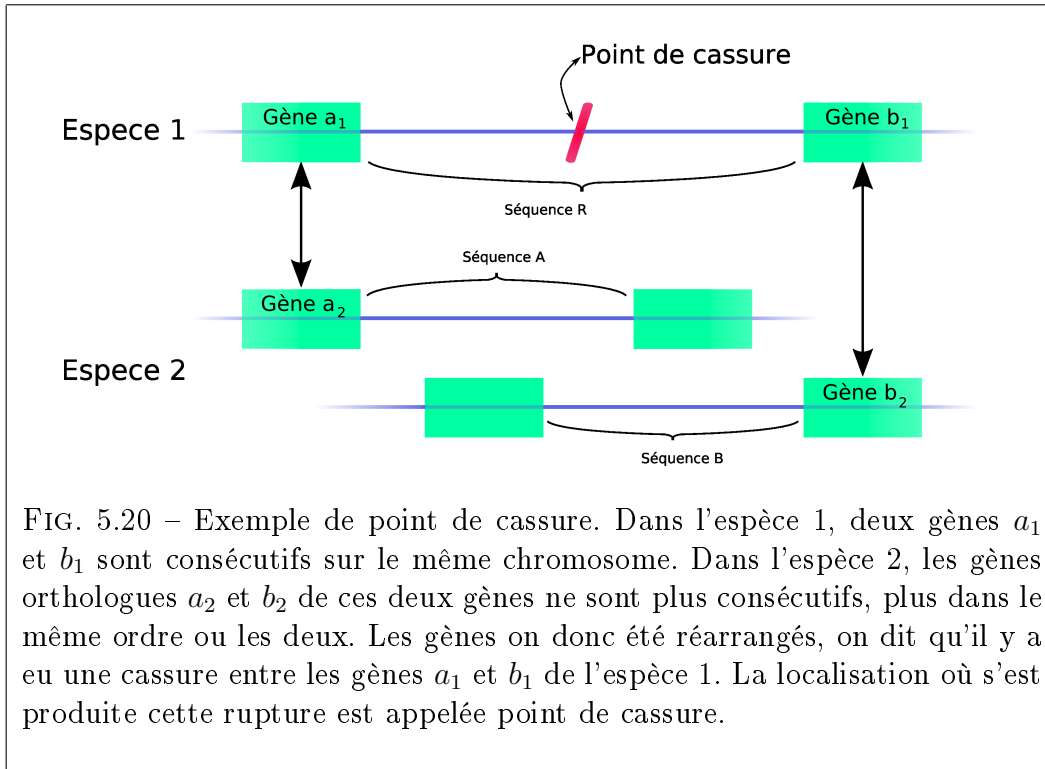 Point de cassure
Espece 1
Gène a1
Gène b1
Séquence R
Séquence A
Gène a2
Espece 2
Gène b2
Séquence B
FIG. 5.20 – Exemple de point de cassure. Dans l'espèce 1, deux gènes a1
et b1 sont consécutifs sur le même chromosome. Dans l'espèce 2, les gènes
orthologues a2 et b2 de ces deux gènes ne sont plus consécutifs, plus dans le
même ordre ou les deux. Les gènes on donc été réarrangés, on dit qu'il y a
eu une cassure entre les gènes a1 et b1 de l'espèce 1. La localisation où s'est
produite cette rupture est appelée point de cassure.